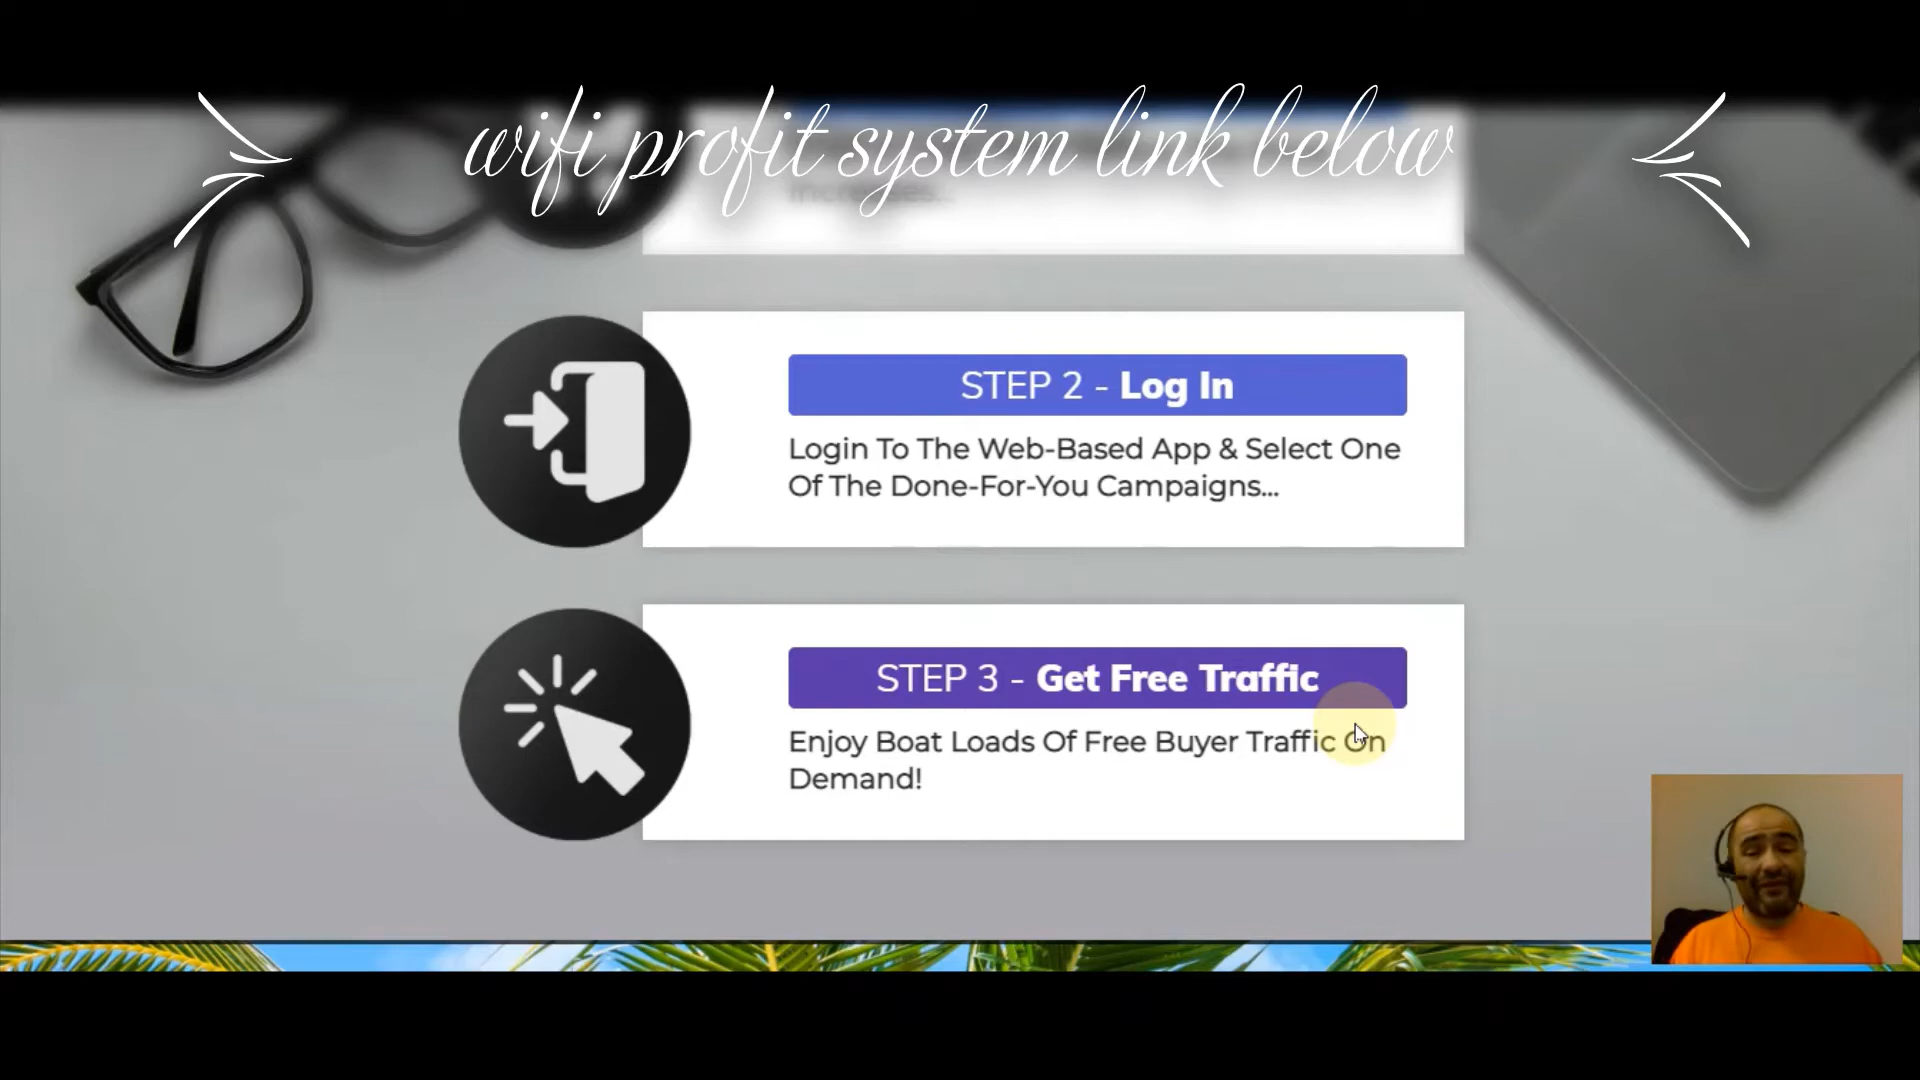 wifi profit system link below
STEP 2 - Log In
Login To The Web-Based App & Select One
Of The Done-For-You Campaigns...
STEP 3 - Get Free Traffic
Enjoy Boat Loads Of Free Buyer Traffic On
Demand!